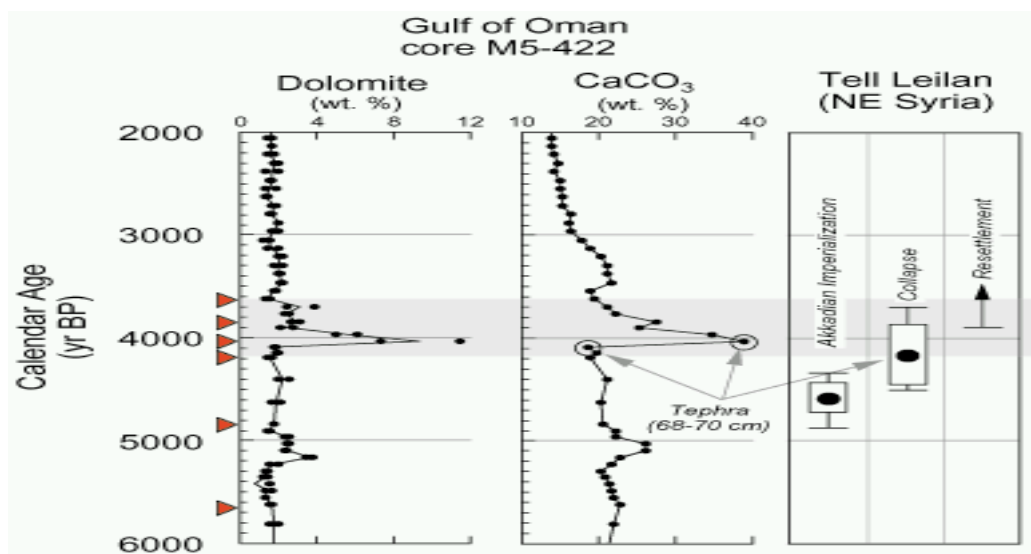 Gulf of Oman
core M5-422
Dolomite
(wt. %)
0 4 8 12
CaCO₃
(wt. %)
10 20 30 40
Tell Leilan
(NE Syria)
2000
3000
4000
5000
6000
Calendar Age
(yr BP)
Akkadian Imperialization
Collapse
Resettlement
Tephra
(68-70 cm)